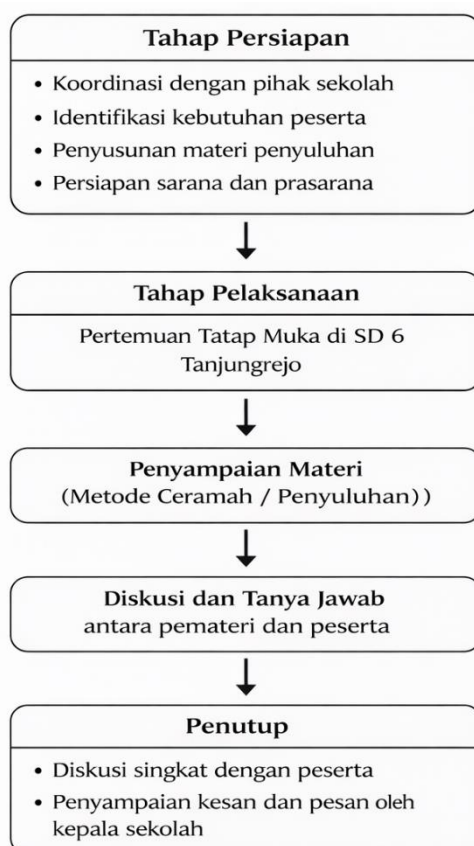 Tahap Persiapan
• Koordinasi dengan pihak sekolah
• Identifikasi kebutuhan peserta
• Penyusunan materi penyuluhan
• Persiapan sarana dan prasarana
Tahap Pelaksanaan
Pertemuan Tatap Muka di SD 6
Tanjungrejo
Penyampaian Materi
(Metode Ceramah / Penyuluhan))
Diskusi dan Tanya Jawab
antara pemateri dan peserta
Penutup
• Diskusi singkat dengan peserta
• Penyampaian kesan dan pesan oleh
kepala sekolah